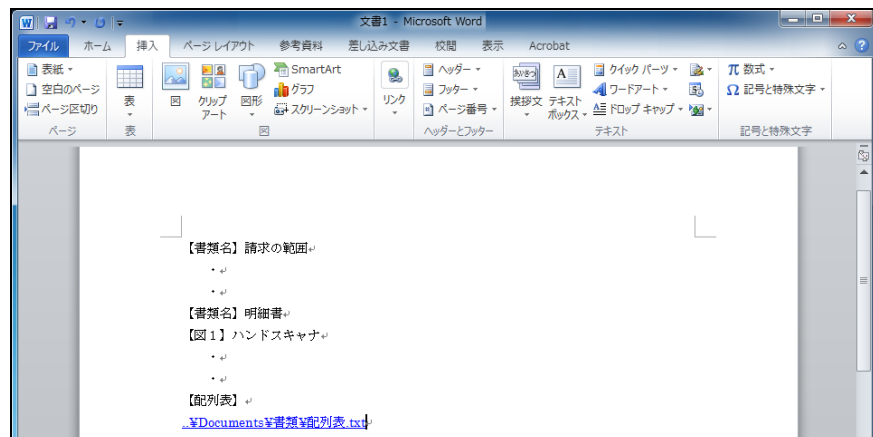 文書1 - Microsoft Word
ファイル ホーム 挿入 ページ レイアウト 参考資料 差し込み文書 校閲 表示 Acrobat
表紙
空白のページ
ページ区切り
ページ
表
表
図
クリップ アート
図形
SmartArt
グラフ
スクリーンショット
図
リンク
ヘッダー
フッター
ページ番号
ヘッダーとフッター
あいさつ
挨拶文
A
テキスト ボックス
クイック パーツ
ワードアート
ドロップ キャップ
テキスト
π 数式
Ω 記号と特殊文字
記号と特殊文字
【書類名】請求の範囲↵
・↵
・↵
【書類名】明細書↵
【図1】ハンドスキャナ↵
・↵
・↵
【配列表】↵
..¥Documents¥書類¥配列表.txt↵